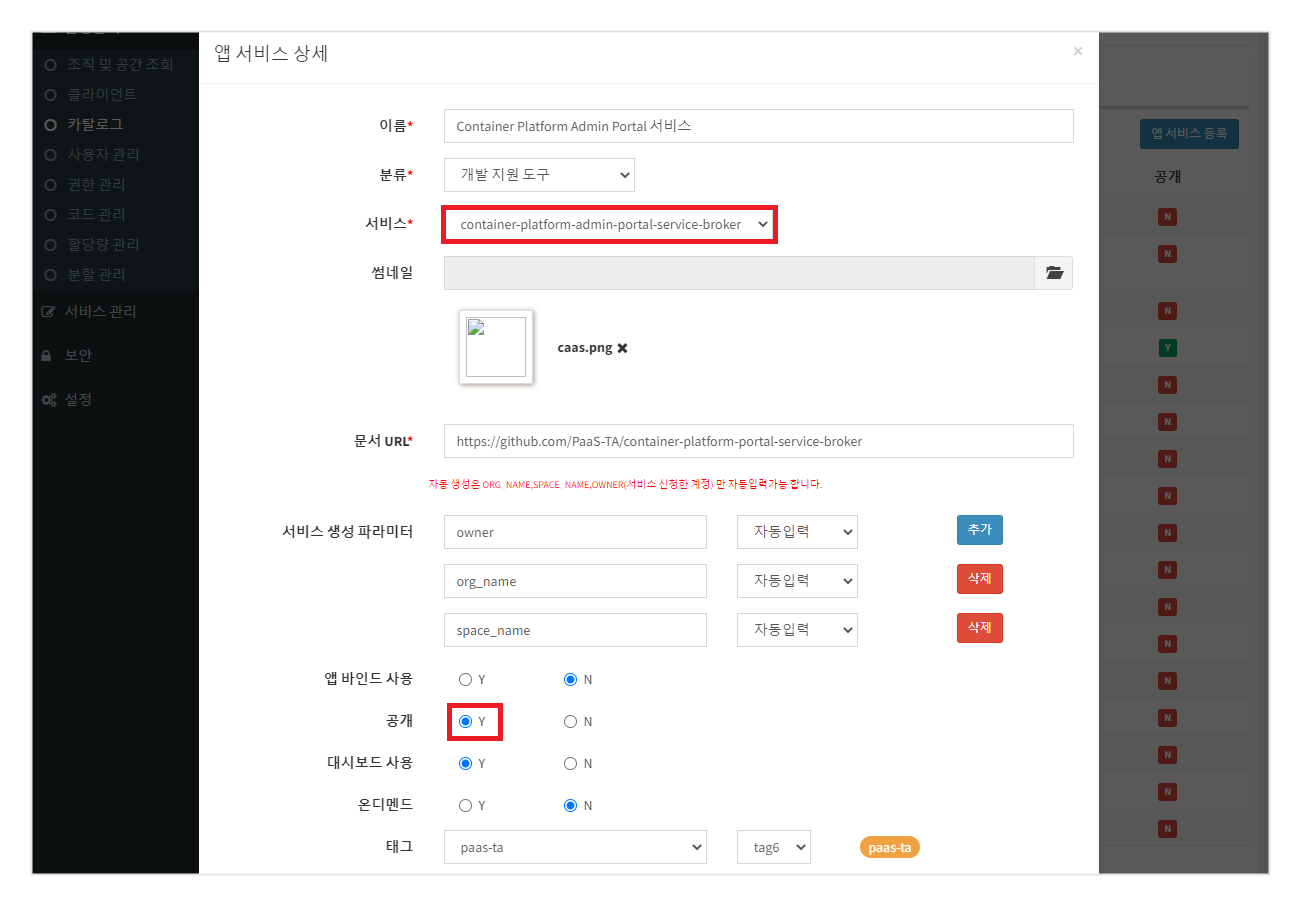 앱 서비스 상세
×
조직 및 공간 조회
클라이언트
카탈로그
사용자 관리
권한 관리
코드 관리
할당량 관리
분할 관리
서비스 관리
보안
설정
이름* Container Platform Admin Portal 서비스
분류* 개발 지원 도구
서비스* container-platform-admin-portal-service-broker
썸네일
caas.png ✖
문서 URL* https://github.com/PaaS-TA/container-platform-portal-service-broker
자동 생성은 ORG_NAME,SPACE_NAME,OWNER(서비스 신청한 계정) 만 자동입력가능 합니다.
서비스 생성 파라미터 owner 자동입력 추가
org_name 자동입력 삭제
space_name 자동입력 삭제
앱 바인드 사용 Y N
공개 Y N
대시보드 사용 Y N
온디멘드 Y N
태그 paas-ta tag6 paas-ta
앱 서비스 등록
공개
N
N
N
Y
N
N
N
N
N
N
N
N
N
N
N
N
N